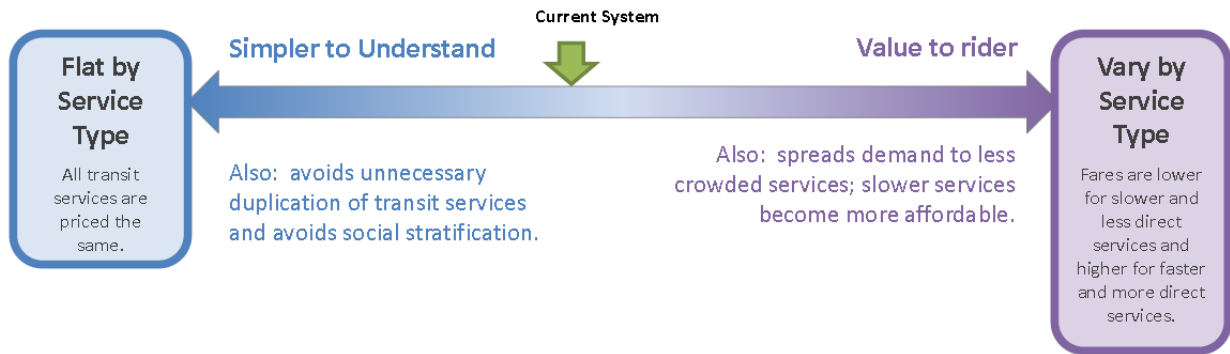 Current System
Flat by
Service
Type
All transit
services are
priced the
same.
Simpler to Understand
Also: avoids unnecessary
duplication of transit services
and avoids social stratification.
Value to rider
Also: spreads demand to less
crowded services; slower services
become more affordable.
Vary by
Service
Type
Fares are lower
for slower and
less direct
services and
higher for faster
and more direct
services.